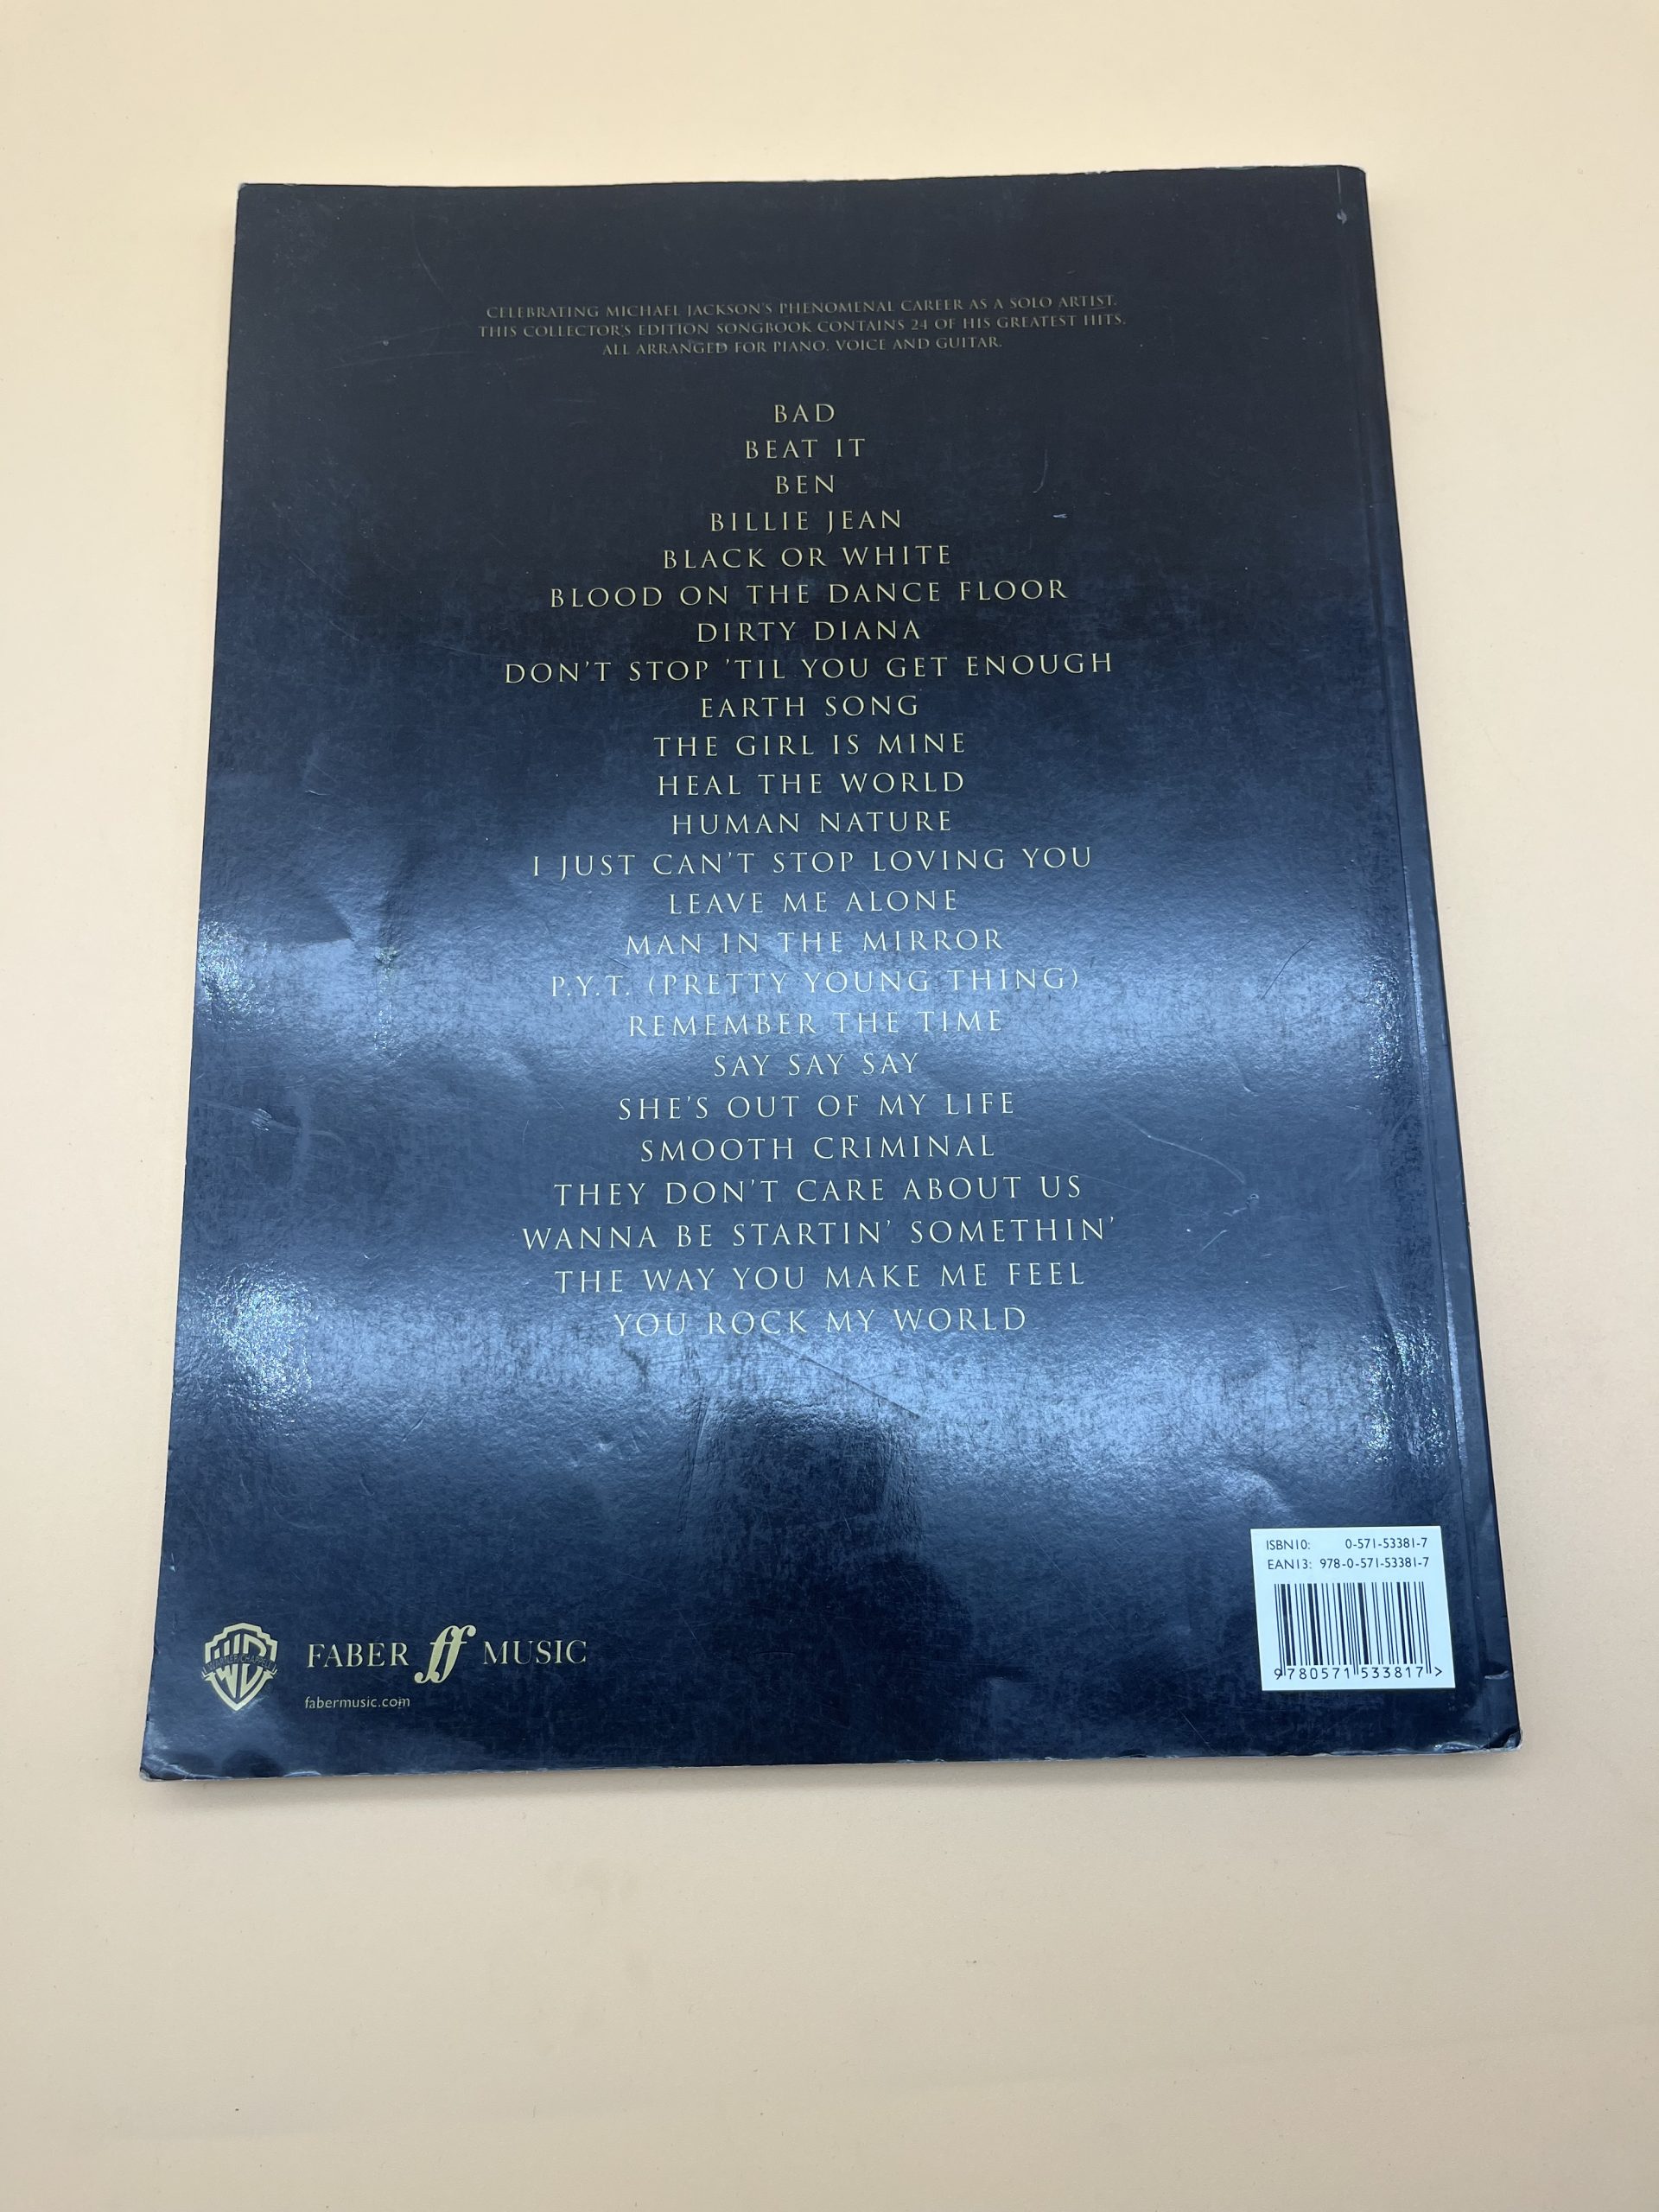 CELEBRATING MICHAEL JACKSON'S PHENOMENAL CAREER AS A SOLO ARTIST.
THIS COLLECTOR'S EDITION SONGBOOK CONTAINS 24 OF HIS GREATEST HITS.
ALL ARRANGED FOR PIANO, VOICE AND GUITAR.
BAD
BEAT IT
BEN
BILLIE JEAN
BLACK OR WHITE
BLOOD ON THE DANCE FLOOR
DIRTY DIANA
DON'T STOP 'TIL YOU GET ENOUGH
EARTH SONG
THE GIRL IS MINE
HEAL THE WORLD
HUMAN NATURE
I JUST CAN'T STOP LOVING YOU
LEAVE ME ALONE
MAN IN THE MIRROR
P.Y.T. (PRETTY YOUNG THING)
REMEMBER THE TIME
SAY SAY SAY
SHE'S OUT OF MY LIFE
SMOOTH CRIMINAL
THEY DON'T CARE ABOUT US
WANNA BE STARTIN' SOMETHIN'
THE WAY YOU MAKE ME FEEL
YOU ROCK MY WORLD
ISBN10: 0-571-53381-7
EAN13: 978-0-571-53381-7
9 780571 533817 >
WB
WARNER CHAPPELL
FABER ff MUSIC
fabermusic.com